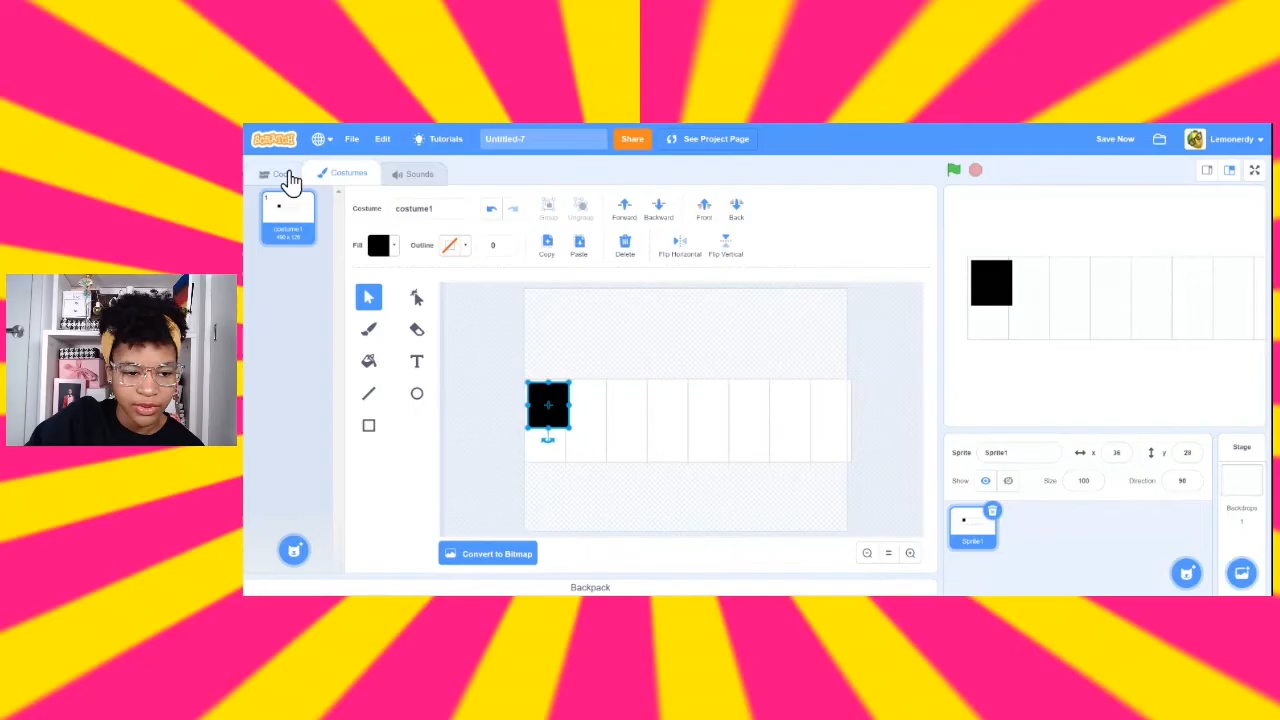 SCRATCH File Edit Tutorials Untitled-7 Share See Project Page Save Now Lemonerdy
Costumes Sounds
1
costume1
Costume costume1 Group Ungroup Forward Backward Front Back
Fill Outline 0 Copy Paste Delete Flip Horizontal Flip Vertical
T
Convert to Bitmap
Backpack
Sprite Sprite1 x 36 y 28
Show Size 100 Direction 90
Sprite1
Stage
Backdrops
1